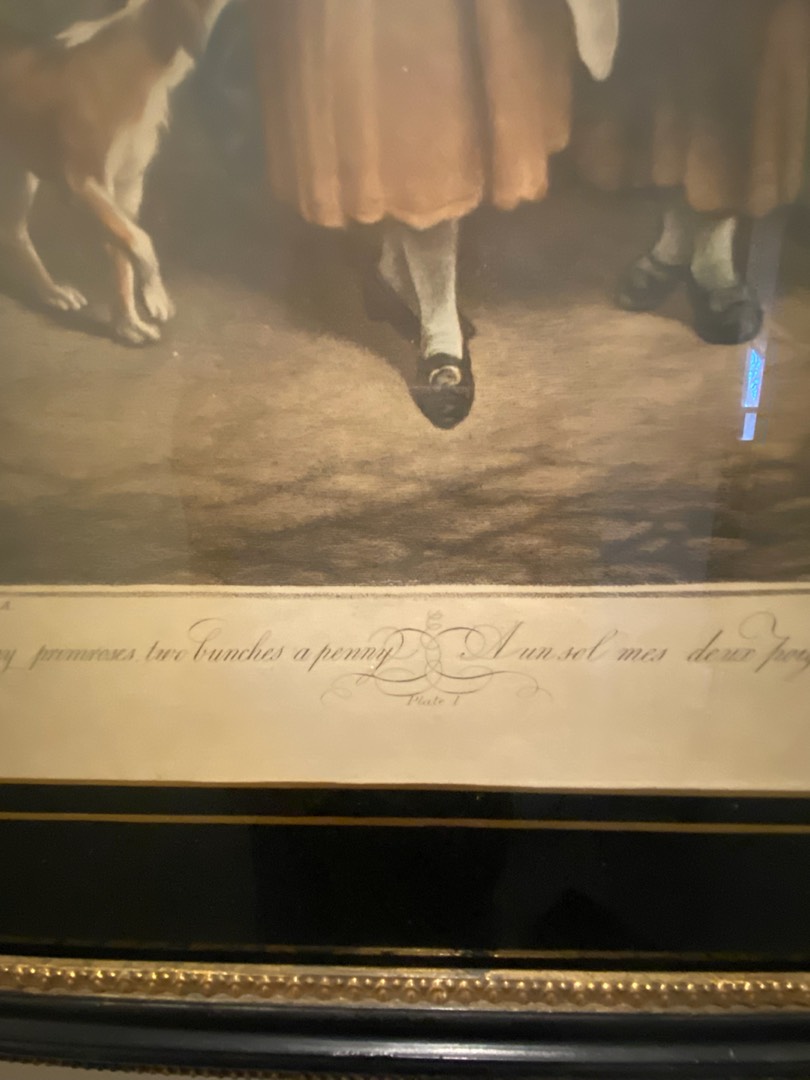 A
y primroses two bunches a penny A un sol mes deux
Plate 1